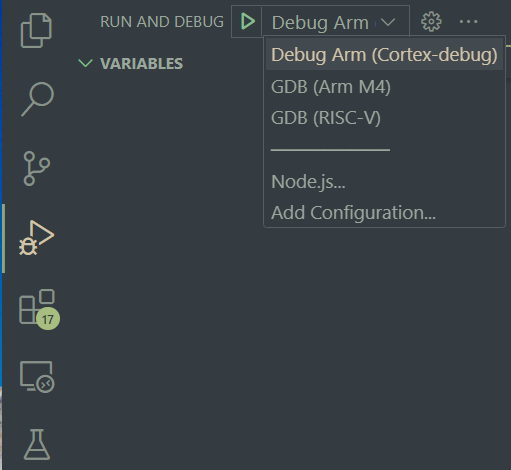 RUN AND DEBUG
Debug Arm
VARIABLES
Debug Arm (Cortex-debug)
GDB (Arm M4)
GDB (RISC-V)
Node.js...
Add Configuration...
17